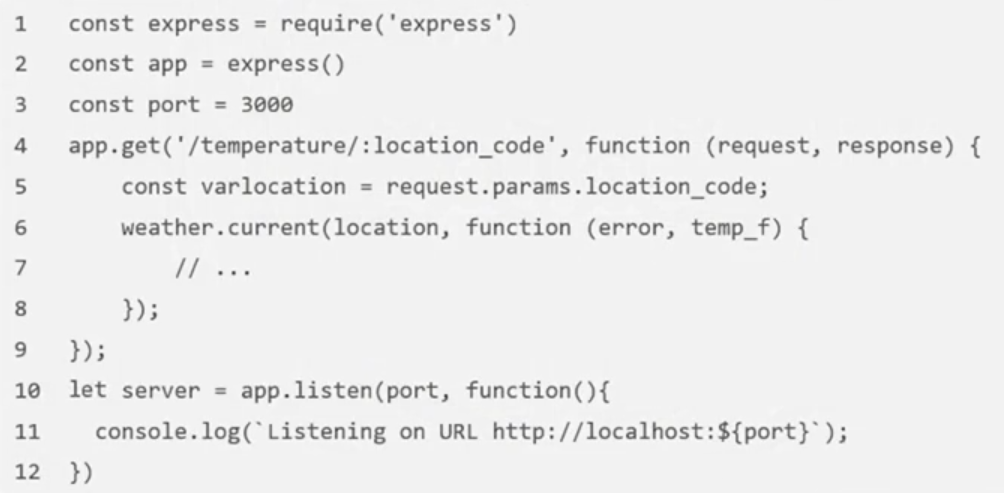 1 const express = require('express')
2 const app = express()
3 const port = 3000
4 app.get('/temperature/:location_code', function (request, response) {
5 const varlocation = request.params.location_code;
6 weather.current(location, function (error, temp_f) {
7 // ...
8 });
9 });
10 let server = app.listen(port, function(){
11 console.log(`Listening on URL http://localhost:${port}`);
12 })